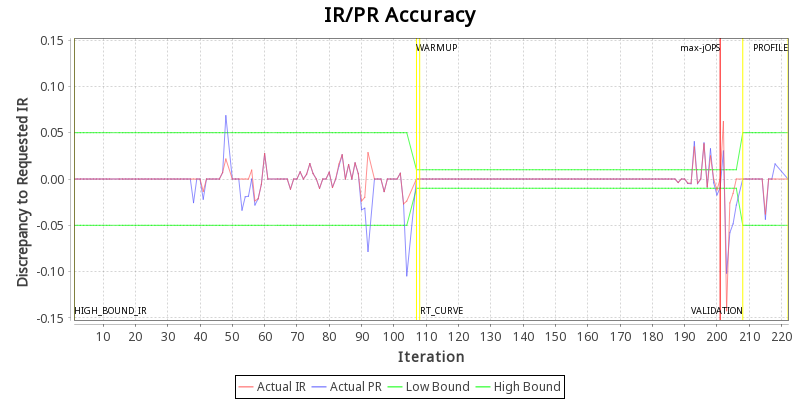 IR/PR Accuracy
Discrepancy to Requested IR
0.15
0.10
0.05
0.00
-0.05
-0.10
-0.15
WARMUP
max-jOPS
PROFILE
HIGH_BOUND_IR
RT_CURVE
VALIDATION
10 20 30 40 50 60 70 80 90 100 110 120 130 140 150 160 170 180 190 200 210 220
Iteration
Actual IR Actual PR Low Bound High Bound